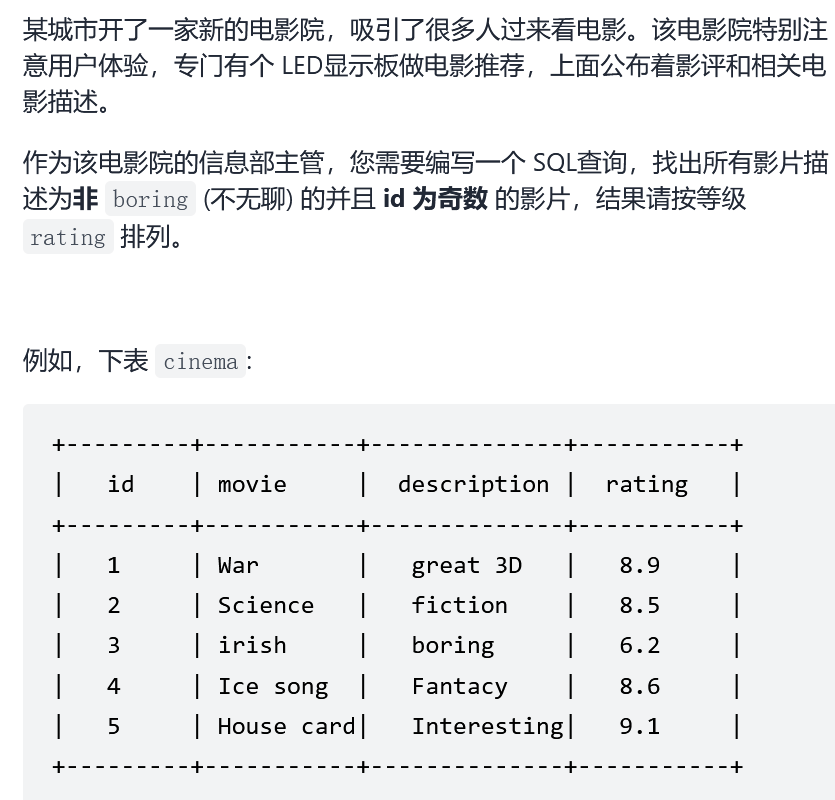 某城市开了一家新的电影院，吸引了很多人过来看电影。该电影院特别注
意用户体验，专门有个 LED显示板做电影推荐，上面公布着影评和相关电
影描述。
作为该电影院的信息部主管，您需要编写一个 SQL查询，找出所有影片描
述为非 boring (不无聊) 的并且 id 为奇数 的影片，结果请按等级
rating 排列。
例如，下表 cinema:
+---------+-----------+--------------+-----------+
|   id    | movie     |  description |  rating   |
+---------+-----------+--------------+-----------+
|   1     | War       |   great 3D   |   8.9     |
|   2     | Science   |   fiction    |   8.5     |
|   3     | irish     |   boring     |   6.2     |
|   4     | Ice song  |   Fantacy    |   8.6     |
|   5     | House card|   Interesting|   9.1     |
+---------+-----------+--------------+-----------+